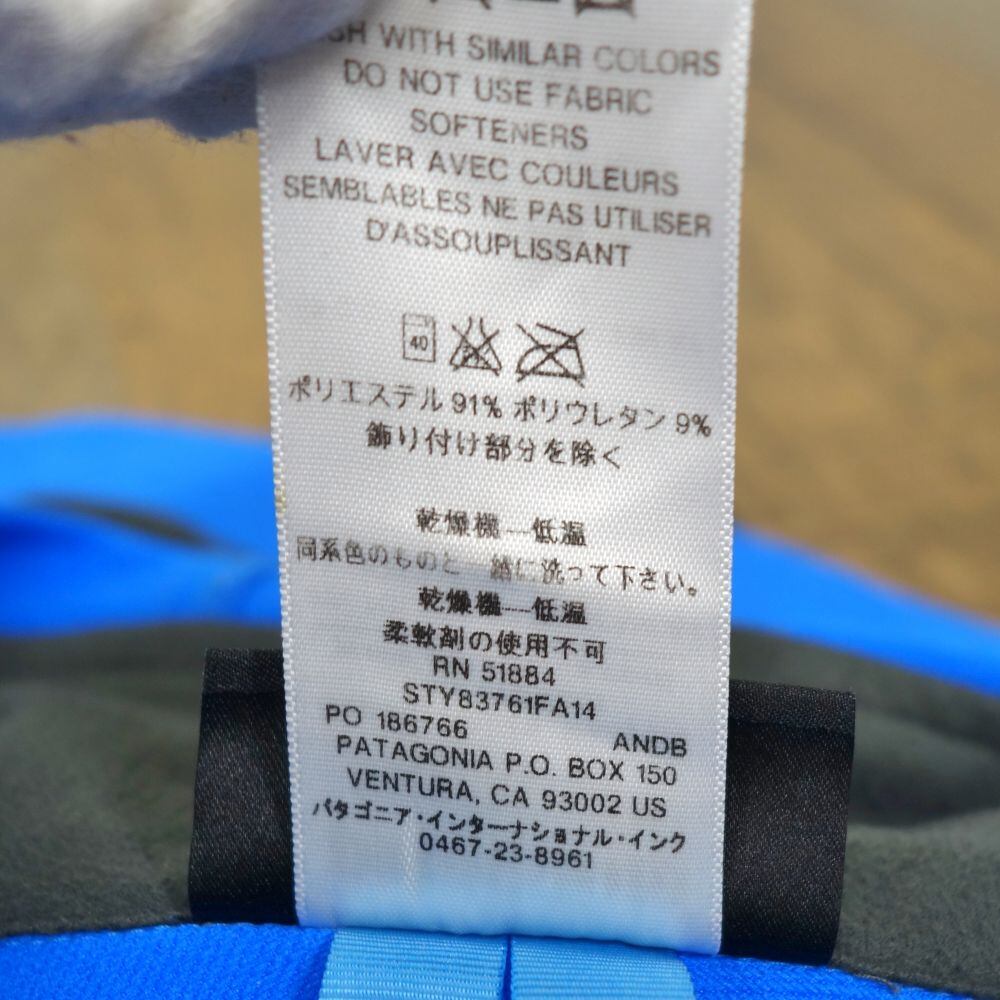 WITH SIMILAR COLORS
DO NOT USE FABRIC
SOFTENERS
LAVER AVEC COULEURS
SEMBLABLES NE PAS UTILISER
D'ASSOUPLISSANT
40
ポリエステル 91% ポリウレタン 9%
飾り付け部分を除く
乾燥機—低温
同系色のものと一緒に洗って下さい。
乾燥機—低温
柔軟剤の使用不可
RN 51884
STY83761FA14
PO 186766 ANDB
PATAGONIA P.O. BOX 150
VENTURA, CA 93002 US
パタゴニア・インターナショナル・インク
0467-23-8961